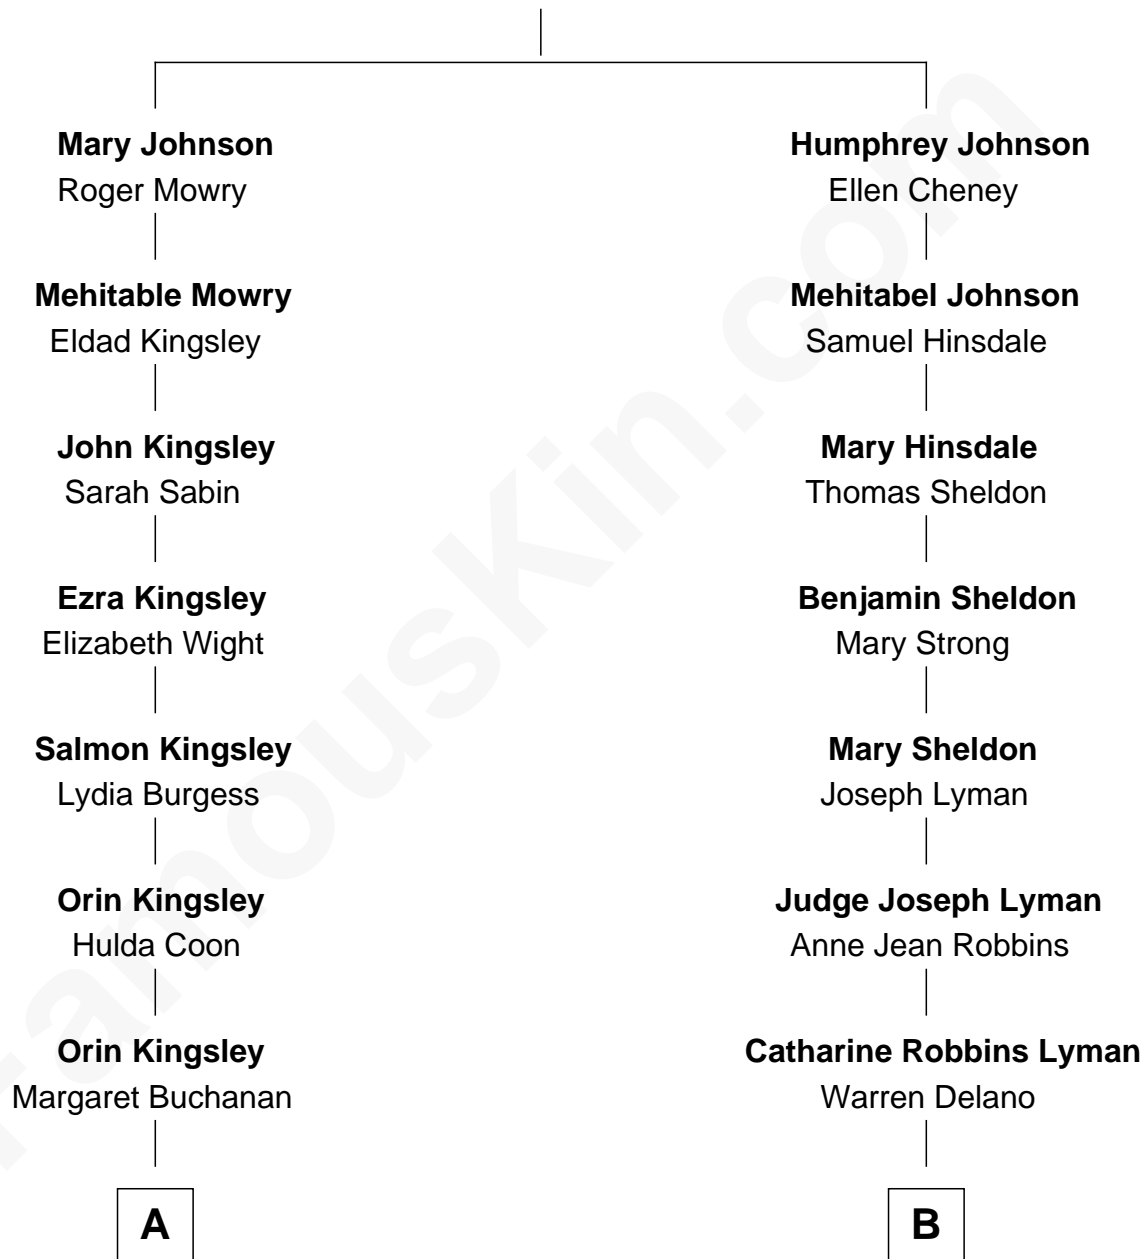 Mary Johnson
Roger Mowry
Humphrey Johnson
Ellen Cheney
Mehitable Mowry
Eldad Kingsley
Mehitabel Johnson
Samuel Hinsdale
John Kingsley
Sarah Sabin
Mary Hinsdale
Thomas Sheldon
Ezra Kingsley
Elizabeth Wight
Benjamin Sheldon
Mary Strong
Salmon Kingsley
Lydia Burgess
Mary Sheldon
Joseph Lyman
Orin Kingsley
Hulda Coon
Judge Joseph Lyman
Anne Jean Robbins
Orin Kingsley
Margaret Buchanan
Catharine Robbins Lyman
Warren Delano
A
B
FamousKin.com